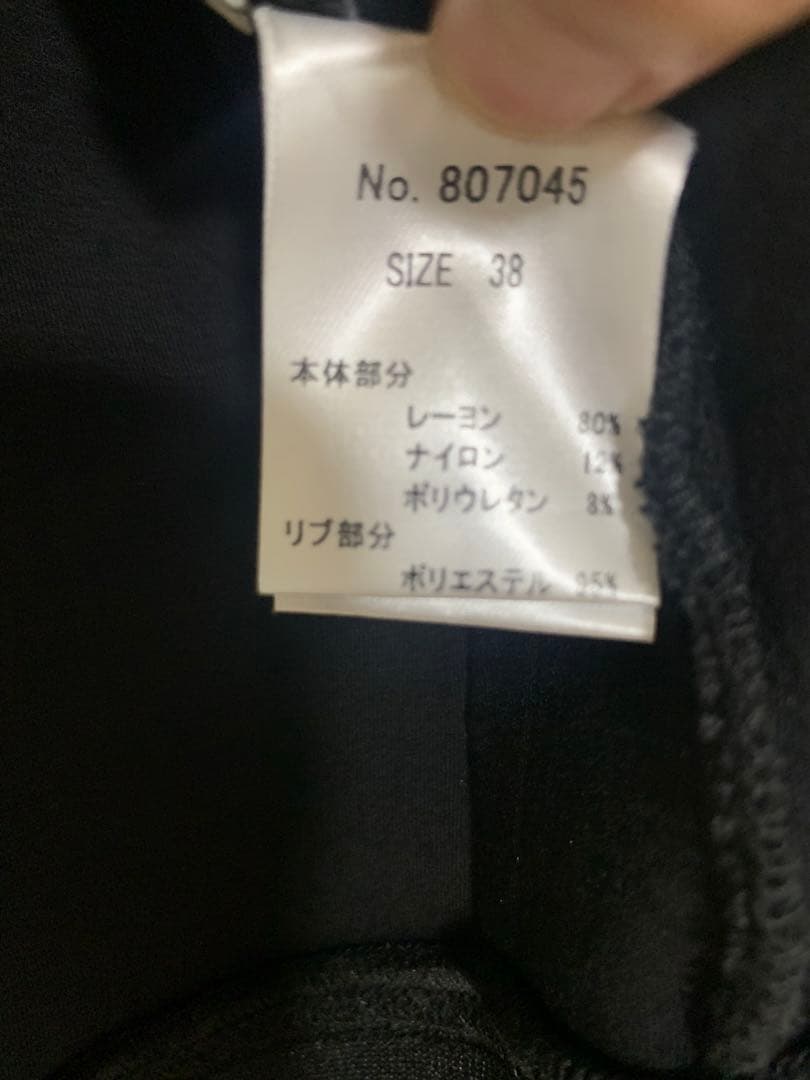 No. 807045
SIZE 38
本体部分
レーヨン 80%
ナイロン 12%
ポリウレタン 8%
リブ部分
ポリエステル 95%